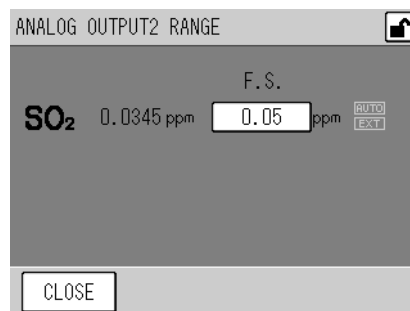 ANALOG OUTPUT2 RANGE
F.S.
SO₂ 0.0345 ppm 0.05 ppm AUTO
EXT
CLOSE